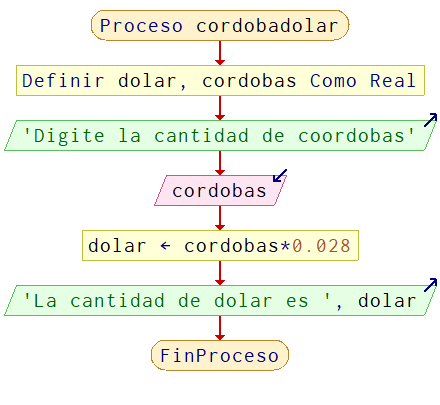 Proceso cordobadolar
Definir dolar, cordobas Como Real
'Digite la cantidad de coordobas'
cordobas
dolar ← cordobas*0.028
'La cantidad de dolar es ', dolar
FinProceso